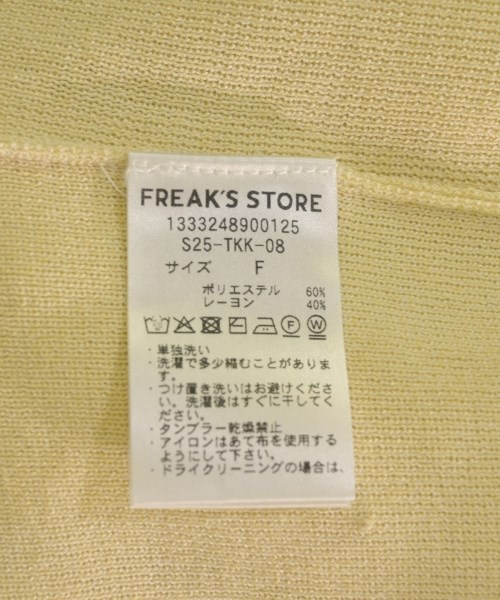 FREAK'S STORE
1333248900125
S25-TKK-08
サイズ F
ポリエステル 60%
レーヨン 40%
・単独洗い
・洗濯で多少縮むことがありま
す。
・つけ置き洗いはお避けくださ
い。洗濯後はすぐに干してく
ださい。
・タンブラー乾燥禁止
・アイロンはあて布を使用する
ようにして下さい。
・ドライクリーニングの場合は、